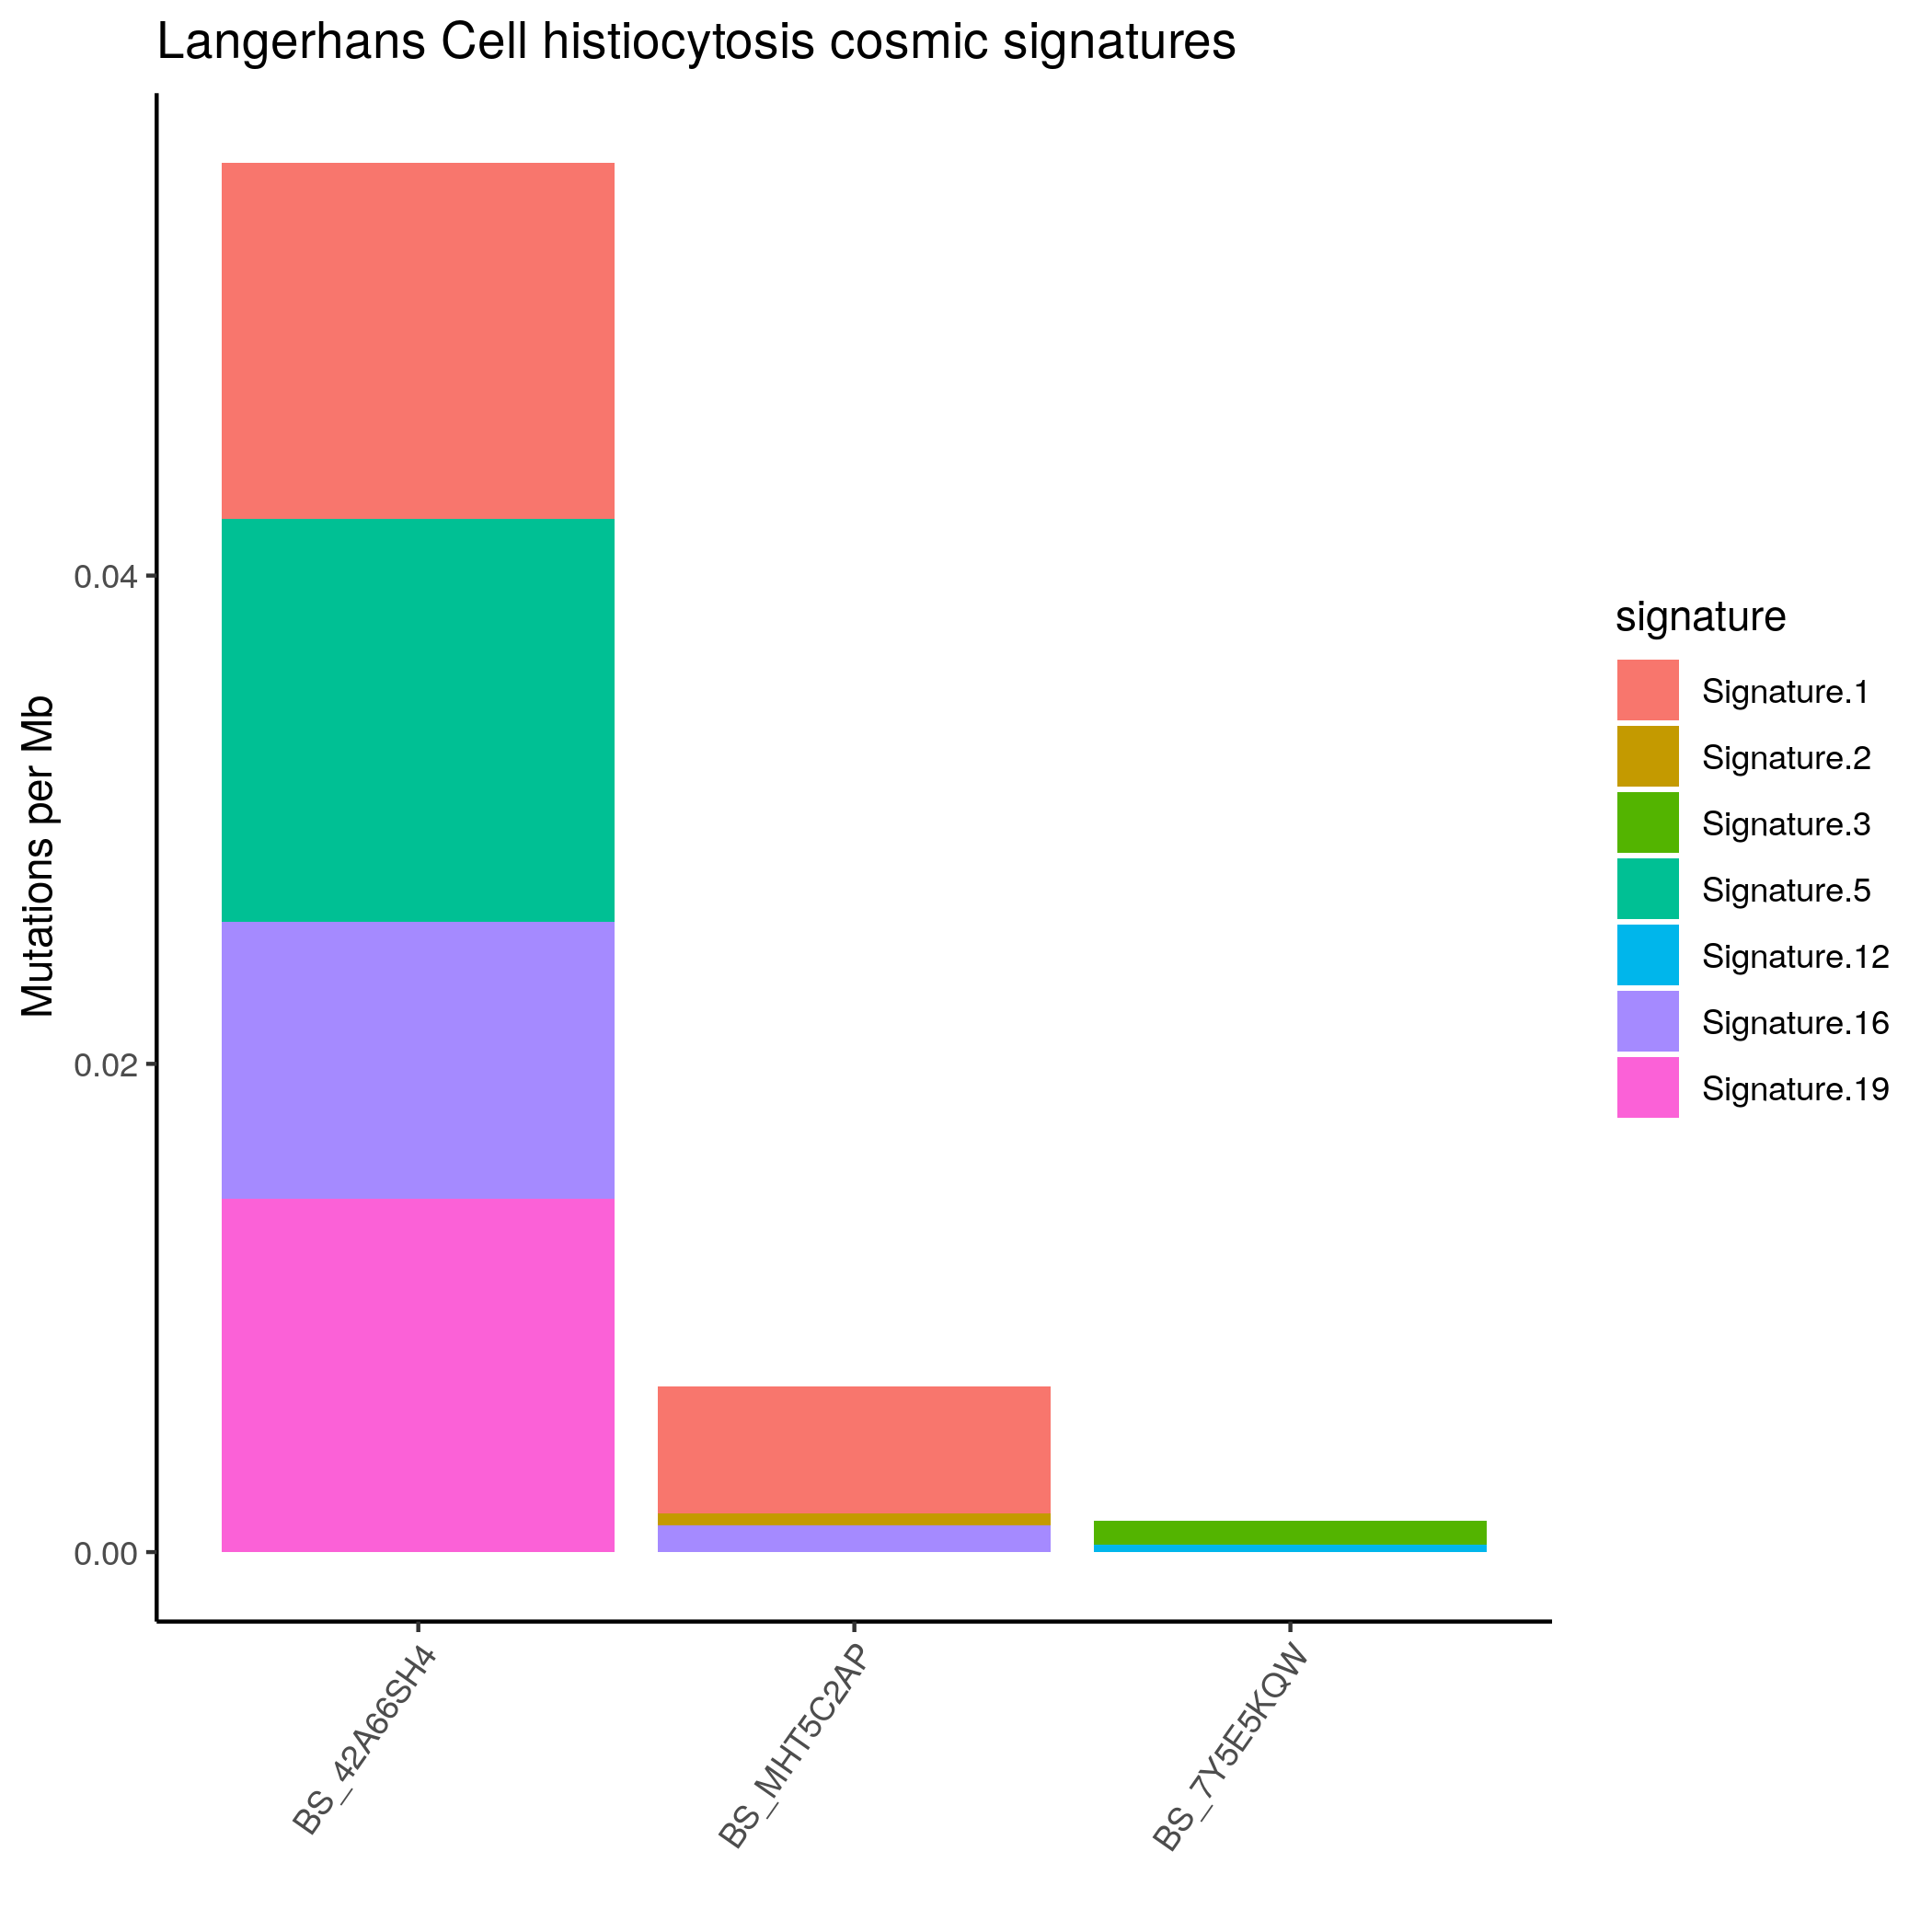 Langerhans Cell histiocytosis cosmic signatures
Mutations per Mb
0.04
0.02
0.00
BS_42A66SH4
BS_MHT5C2AP
BS_7Y5E5KQW
signature
Signature.1
Signature.2
Signature.3
Signature.5
Signature.12
Signature.16
Signature.19